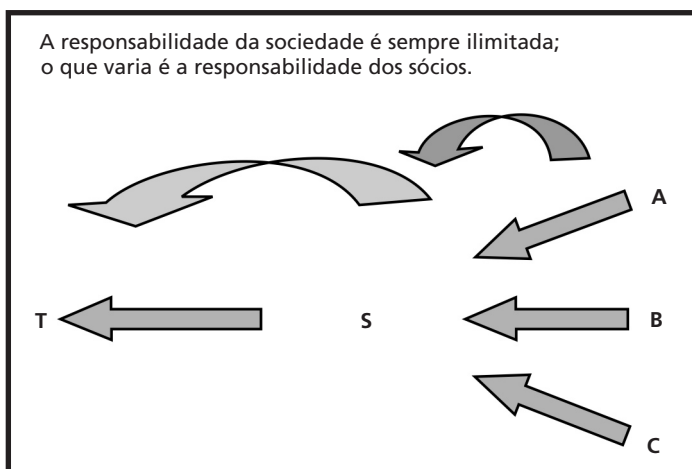 A responsabilidade da sociedade é sempre ilimitada;
o que varia é a responsabilidade dos sócios.
A
T S B
C